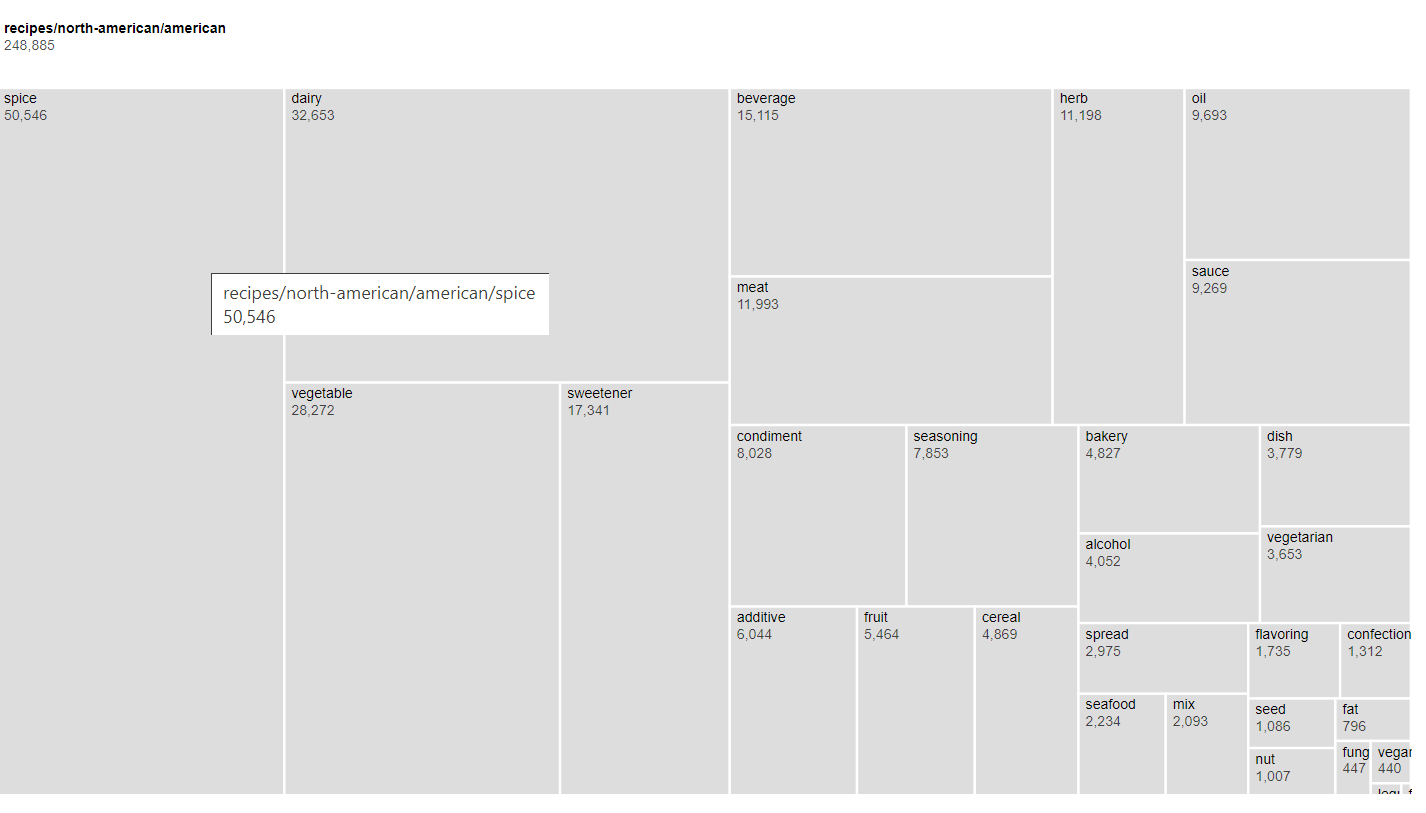 recipes/north-american/american
248,885
spice
50,546
dairy
32,653
beverage
15,115
herb
11,198
oil
9,693
sauce
9,269
recipes/north-american/american/spice
50,546
meat
11,993
vegetable
28,272
sweetener
17,341
condiment
8,028
seasoning
7,853
bakery
4,827
dish
3,779
alcohol
4,052
vegetarian
3,653
additive
6,044
fruit
5,464
cereal
4,869
spread
2,975
flavoring
1,735
confection
1,312
seafood
2,234
mix
2,093
seed
1,086
fat
796
nut
1,007
fung
447
vegan
440